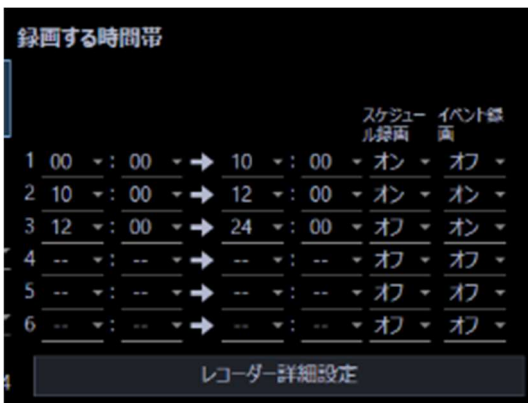 録画する時間帯
スケジュー イベント録
ル録画 画
1 00 : 00 → 10 : 00 オン オフ
2 10 : 00 → 12 : 00 オン オン
3 12 : 00 → 24 : 00 オフ オン
4 -- : -- → -- : -- オフ オフ
5 -- : -- → -- : -- オフ オフ
6 -- : -- → -- : -- オフ オフ
レコーダー詳細設定
4